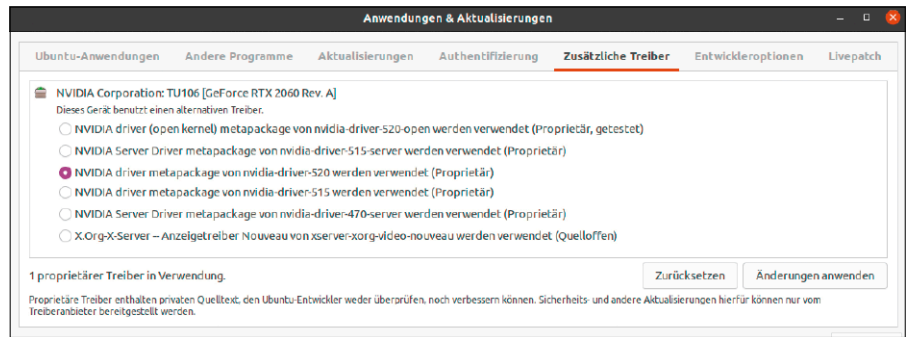 Anwendungen & Aktualisierungen
Ubuntu-Anwendungen Andere Programme Aktualisierungen Authentifizierung Zusätzliche Treiber Entwickleroptionen Livepatch
NVIDIA Corporation: TU106 [GeForce RTX 2060 Rev. A]
Dieses Gerät benutzt einen alternativen Treiber.
NVIDIA driver (open kernel) metapackage von nvidia-driver-520-open werden verwendet (Proprietär, getestet)
NVIDIA Server Driver metapackage von nvidia-driver-515-server werden verwendet (Proprietär)
NVIDIA driver metapackage von nvidia-driver-520 werden verwendet (Proprietär)
NVIDIA driver metapackage von nvidia-driver-515 werden verwendet (Proprietär)
NVIDIA Server Driver metapackage von nvidia-driver-470-server werden verwendet (Proprietär)
X.Org-X-Server – Anzeigetreiber Nouveau von xserver-xorg-video-nouveau werden verwendet (Quelloffen)
1 proprietärer Treiber in Verwendung. Zurücksetzen Änderungen anwenden
Proprietäre Treiber enthalten privaten Quelltext, den Ubuntu-Entwickler weder überprüfen, noch verbessern können. Sicherheits- und andere Aktualisierungen hierfür können nur vom
Treiberanbieter bereitgestellt werden.